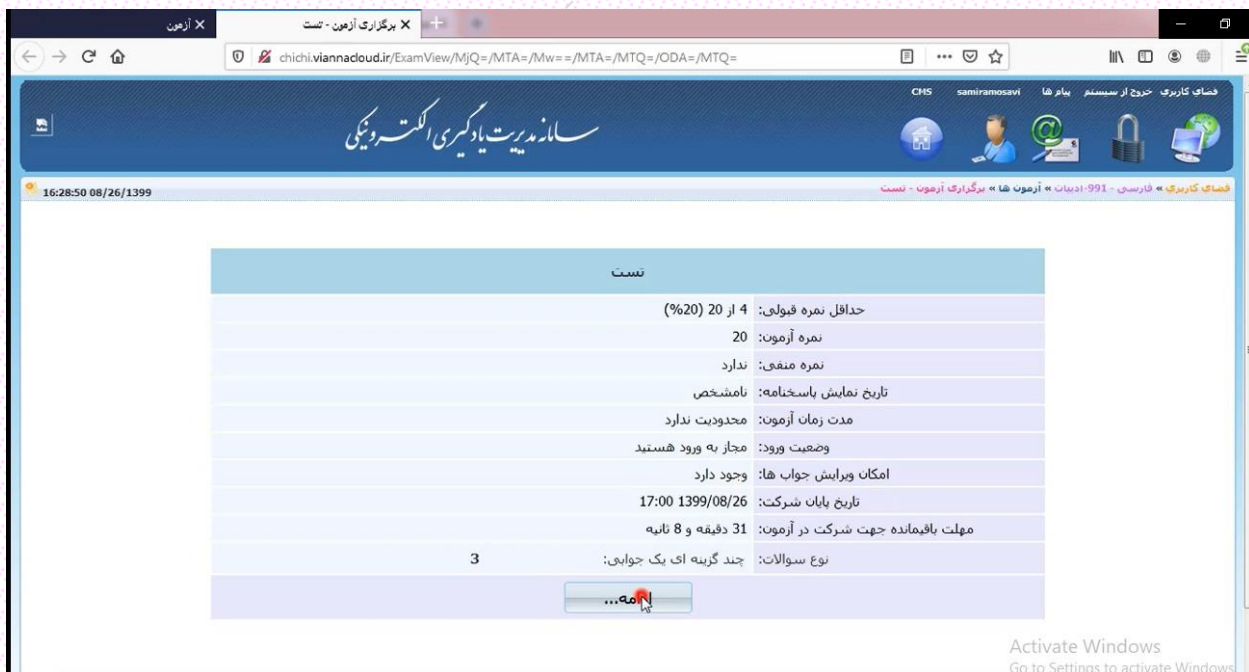 آزمون
برگزاری آزمون - تست
chichi.viannacloud.ir/ExamView/MjQ=/MTA=/Mw==/MTA=/MTQ=/ODA=/MTQ=
فضای کاربری خروج از سیستم پیام ها samiramosavi CMS
سامانه مدیریت یادگیری الکترونیکی
فضای کاربری » فارسی - 991-ادبیات » آزمون ها » برگزاری آزمون - تست
16:28:50 08/26/1399
تست
حداقل نمره قبولی: 4 از 20 (20%)
نمره آزمون: 20
نمره منفی: ندارد
تاریخ نمایش پاسخنامه: نامشخص
مدت زمان آزمون: محدودیت ندارد
وضعیت ورود: مجاز به ورود هستید
امکان ویرایش جواب ها: وجود دارد
تاریخ پایان شرکت: 1399/08/26 17:00
مهلت باقیمانده جهت شرکت در آزمون: 31 دقیقه و 8 ثانیه
نوع سوالات: چند گزینه ای یک جوابی: 3
ادامه...
Activate Windows
Go to Settings to activate Windows